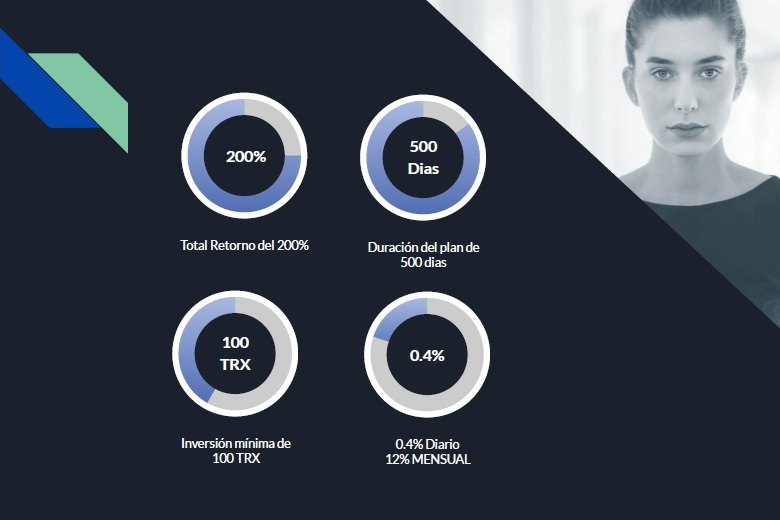 200%
500
Dias
Total Retorno del 200%
Duración del plan de
500 dias
100
TRX
0.4%
Inversión mínima de
100 TRX
0.4% Diario
12% MENSUAL